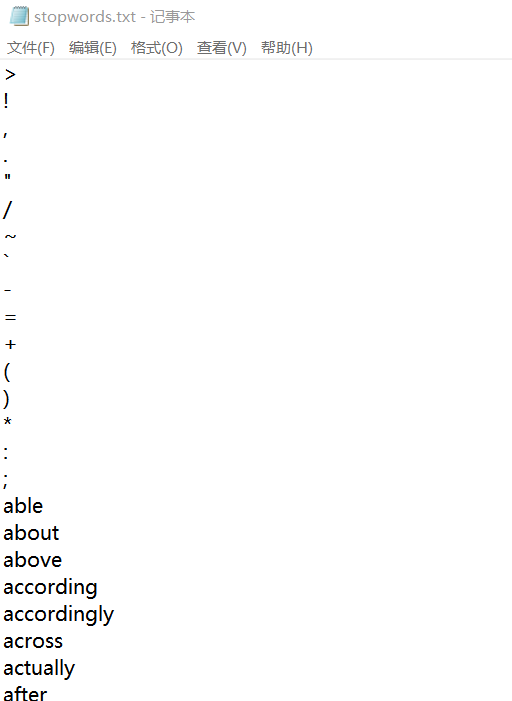 stopwords.txt - 记事本
文件(F) 编辑(E) 格式(O) 查看(V) 帮助(H)
>
!
,
.
"
/
~
`
-
=
+
(
)
*
:
;
able
about
above
according
accordingly
across
actually
after